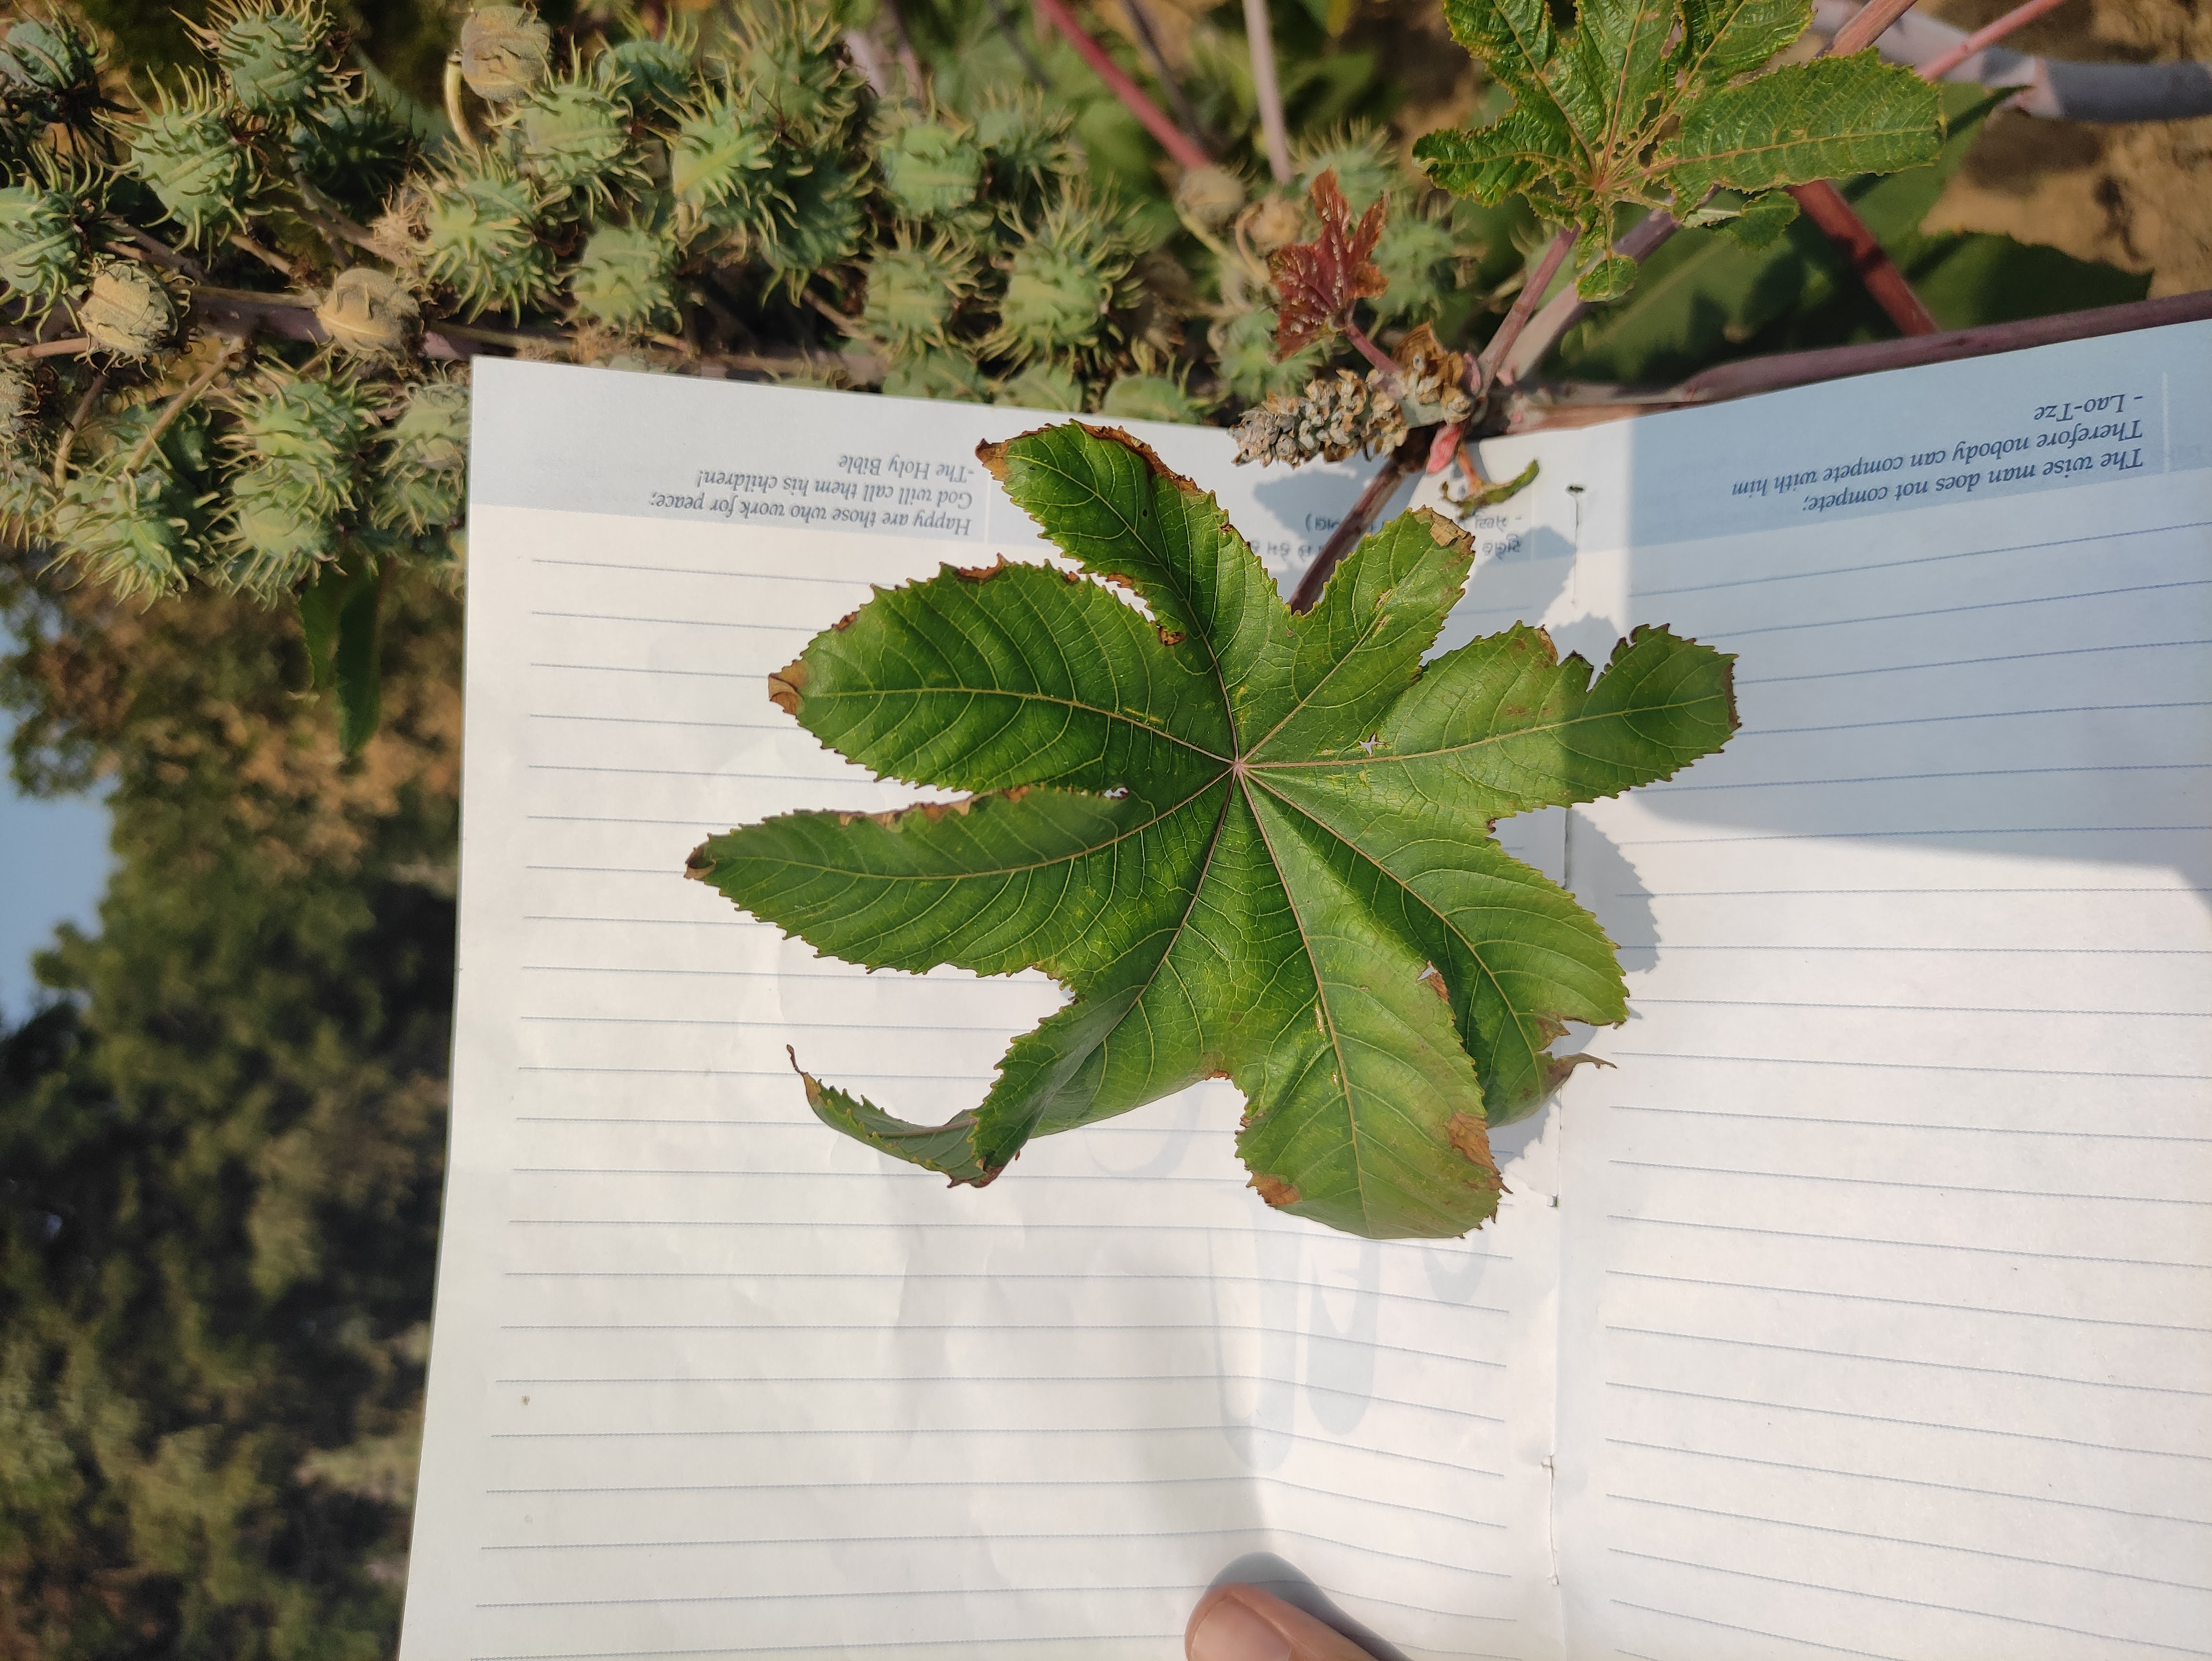 Happy are those who work for peace;
God will call them his children!
-The Holy Bible
The wise man does not compete;
Therefore nobody can compete with him
- Lao-Tze